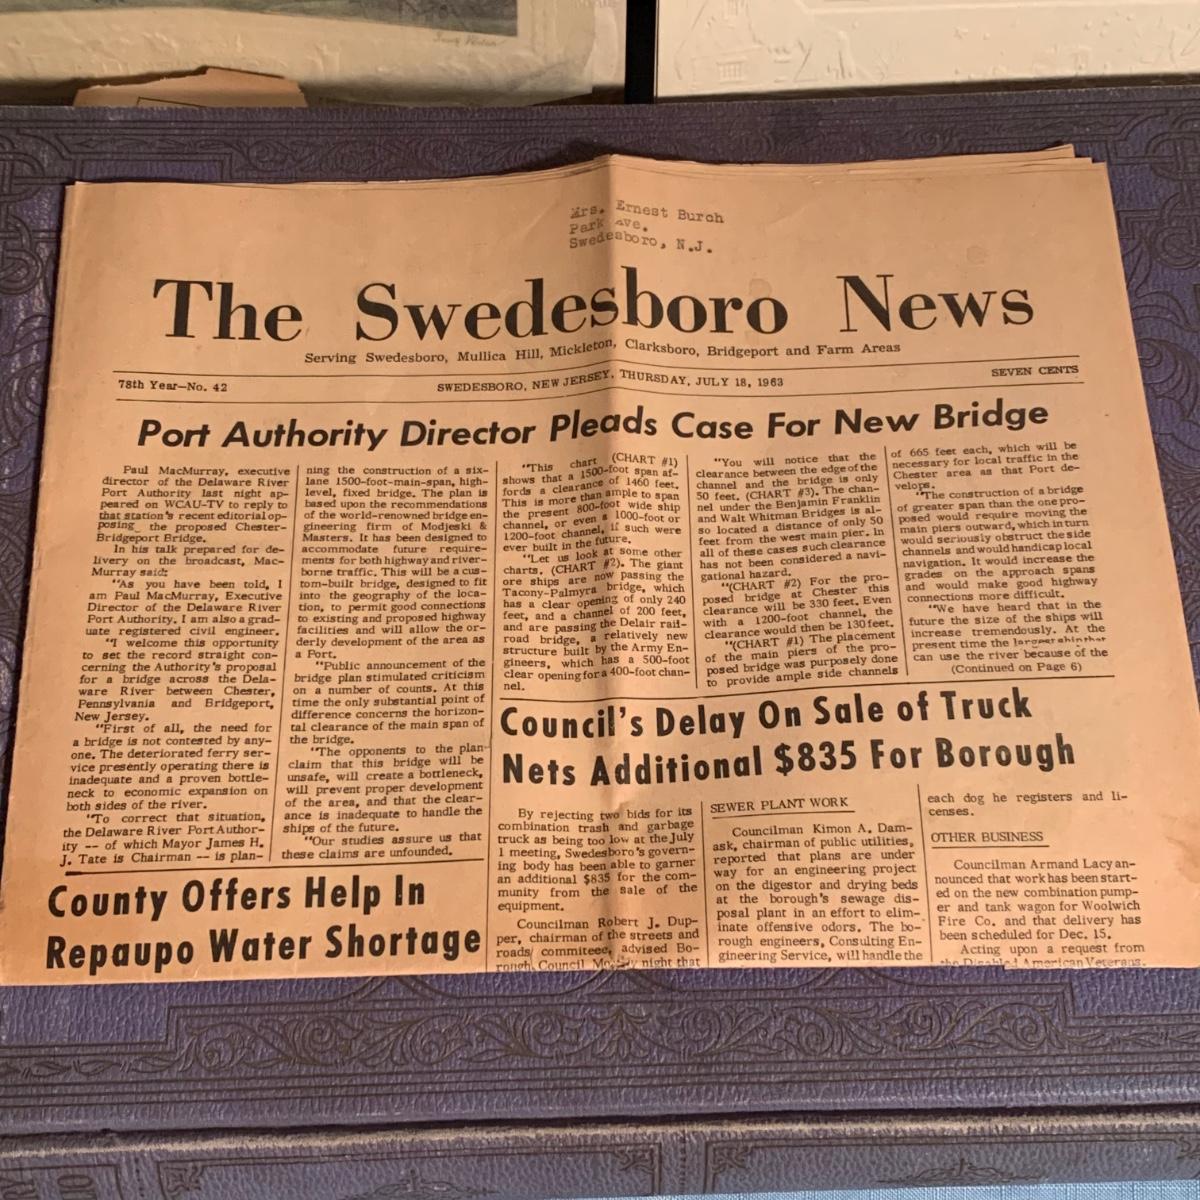 Mrs. Ernest Burch
Park Ave.
Swedesboro, N.J.
The Swedesboro News
Serving Swedesboro, Mullica Hill, Mickleton, Clarksboro, Bridgeport and Farm Areas
78th Year—No. 42
SWEDESBORO, NEW JERSEY, THURSDAY, JULY 18, 1963
SEVEN CENTS
Port Authority Director Pleads Case For New Bridge
Paul MacMurray, executive
director of the Delaware River
Port Authority last night ap-
peared on WCAU-TV to reply to
that station's recent editorial op-
posing the proposed Chester-
Bridgeport Bridge.
In his talk prepared for de-
livery on the broadcast, Mac-
Murray said:
"As you have been told, I
am Paul MacMurray, Executive
Director of the Delaware River
Port Authority. I am also a grad-
uate registered civil engineer.
"I welcome this opportunity
to set the record straight con-
cerning the Authority's proposal
for a bridge across the Dela-
ware River between Chester,
Pennsylvania and Bridgeport,
New Jersey.
"First of all, the need for
a bridge is not contested by any-
one. The deteriorated ferry ser-
vice presently operating there is
inadequate and a proven bottle-
neck to economic expansion on
both sides of the river.
"To correct that situation,
the Delaware River Port Author-
ity -- of which Mayor James H.
J. Tate is Chairman -- is plan-
ning the construction of a six-
lane 1500-foot-main-span, high-
level, fixed bridge. The plan is
based upon the recommendations
of the world-renowned bridge en-
gineering firm of Modjeski &
Masters. It has been designed to
accommodate future require-
ments for both highway and river-
borne traffic. This will be a cus-
tom-built bridge, designed to fit
into the geography of the loca-
tion, to permit good connections
to existing and proposed highway
facilities and will allow the or-
derly development of the area as
a Port.
"Public announcement of the
bridge plan stimulated criticism
on a number of counts. At this
time the only substantial point of
difference concerns the horizon-
tal clearance of the main span of
the bridge.
"The opponents to the plan
claim that this bridge will be
unsafe, will create a bottleneck,
will prevent proper development
of the area, and that the clear-
ance is inadequate to handle the
ships of the future.
"Our studies assure us that
these claims are unfounded.
"This chart (CHART #1)
shows that a 1500-foot span af-
fords a clearance of 1460 feet.
This is more than ample to span
the present 800-foot wide ship
channel, or even a 1000-foot or
1200-foot channel, if such were
ever built in the future.
"Let us look at some other
charts. (CHART #2). The giant
ore ships are now passing the
Tacony-Palmyra bridge, which
has a clear opening of only 240
feet, and a channel of 200 feet,
and are passing the Delair rail-
road bridge, a relatively new
structure built by the Army En-
gineers, which has a 500-foot
clear opening for a 400-foot chan-
nel.
"You will notice that the
clearance between the edge of the
channel and the bridge is only
50 feet. (CHART #3). The chan-
nel under the Benjamin Franklin
and Walt Whitman Bridges is al-
so located a distance of only 50
feet from the west main pier. In
all of these cases such clearance
has not been considered a navi-
gational hazard.
"(CHART #2) For the pro-
posed bridge at Chester this
clearance will be 330 feet. Even
with a 1200-foot channel, the
clearance would then be 130 feet.
"(CHART #1) The placement
of the main piers of the pro-
posed bridge was purposely done
to provide ample side channels
of 665 feet each, which will be
necessary for local traffic in the
Chester area as that Port de-
velops.
"The construction of a bridge
of greater span than the one pro-
posed would require moving the
main piers outward, which in turn
would seriously obstruct the side
channels and would handicap local
navigation. It would increase the
grades on the approach spans
and would make good highway
connections more difficult.
"We have heard that in the
future the size of the ships will
increase tremendously. At the
present time the largest ship that
can use the river because of the
(Continued on Page 6)
Council's Delay On Sale of Truck
Nets Additional $835 For Borough
By rejecting two bids for its
combination trash and garbage
truck as being too low at the July
1 meeting, Swedesboro's govern-
ing body has been able to garner
an additional $835 for the com-
munity from the sale of the
equipment.
Councilman Robert J. Dup-
per, chairman of the streets and
roads commiteee, advised Bo-
rough Council Monday night that
SEWER PLANT WORK
Councilman Kimon A. Dam-
ask, chairman of public utilities,
reported that plans are under
way for an engineering project
on the digestor and drying beds
at the borough's sewage dis-
posal plant in an effort to elim-
inate offensive odors. The bo-
rough engineers, Consulting En-
gineering Service, will handle the
each dog he registers and li-
censes.
OTHER BUSINESS
Councilman Armand Lacy an-
nounced that work has been start-
ed on the new combination pump-
er and tank wagon for Woolwich
Fire Co. and that delivery has
been scheduled for Dec. 15.
Acting upon a request from
the Disabled American Veterans,
County Offers Help In
Repaupo Water Shortage